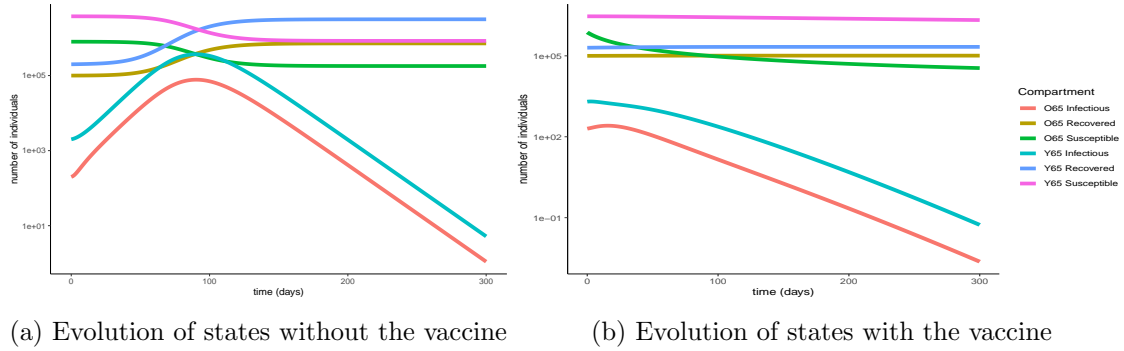 number of individuals
1e+05
1e+03
1e+01
0
100
200
300
time (days)
number of individuals
1e+05
1e+02
1e-01
0
100
200
300
time (days)
Compartment
O65 Infectious
O65 Recovered
O65 Susceptible
Y65 Infectious
Y65 Recovered
Y65 Susceptible
(a) Evolution of states without the vaccine
(b) Evolution of states with the vaccine